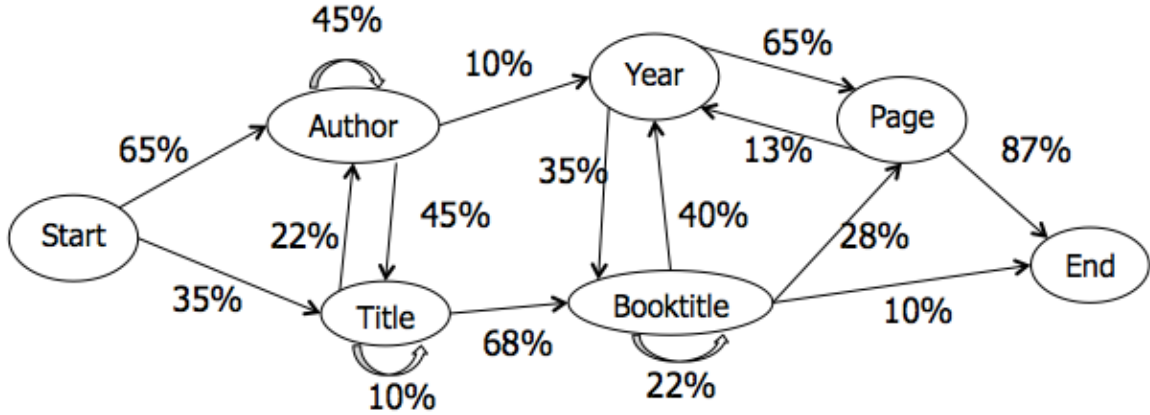 45%
10%
Year
65%
Author
Page
65%
13%
87%
35%
Start
22%
45%
40%
28%
End
35%
Title
68%
Booktitle
10%
10%
22%